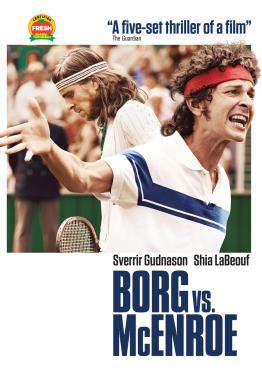 CERTIFIED
FRESH
“A five-set thriller of a film”
The Guardian
Sverrir Gudnason Shia LaBeouf
BORG vs.
McENROE